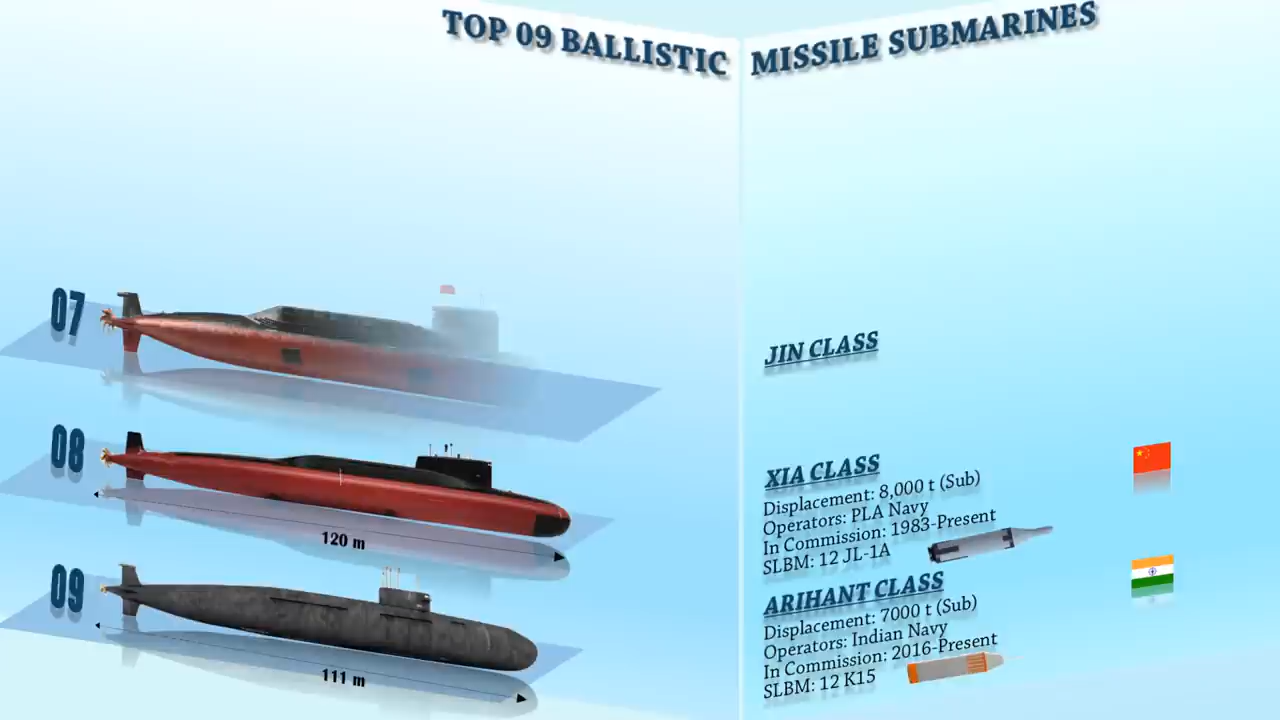 TOP 09 BALLISTIC MISSILE SUBMARINES
07
JIN CLASS
08
120 m
XIA CLASS
Displacement: 8,000 t (Sub)
Operators: PLA Navy
In Commission: 1983-Present
SLBM: 12 JL-1A
09
111 m
ARIHANT CLASS
Displacement: 7000 t (Sub)
Operators: Indian Navy
In Commission: 2016-Present
SLBM: 12 K15